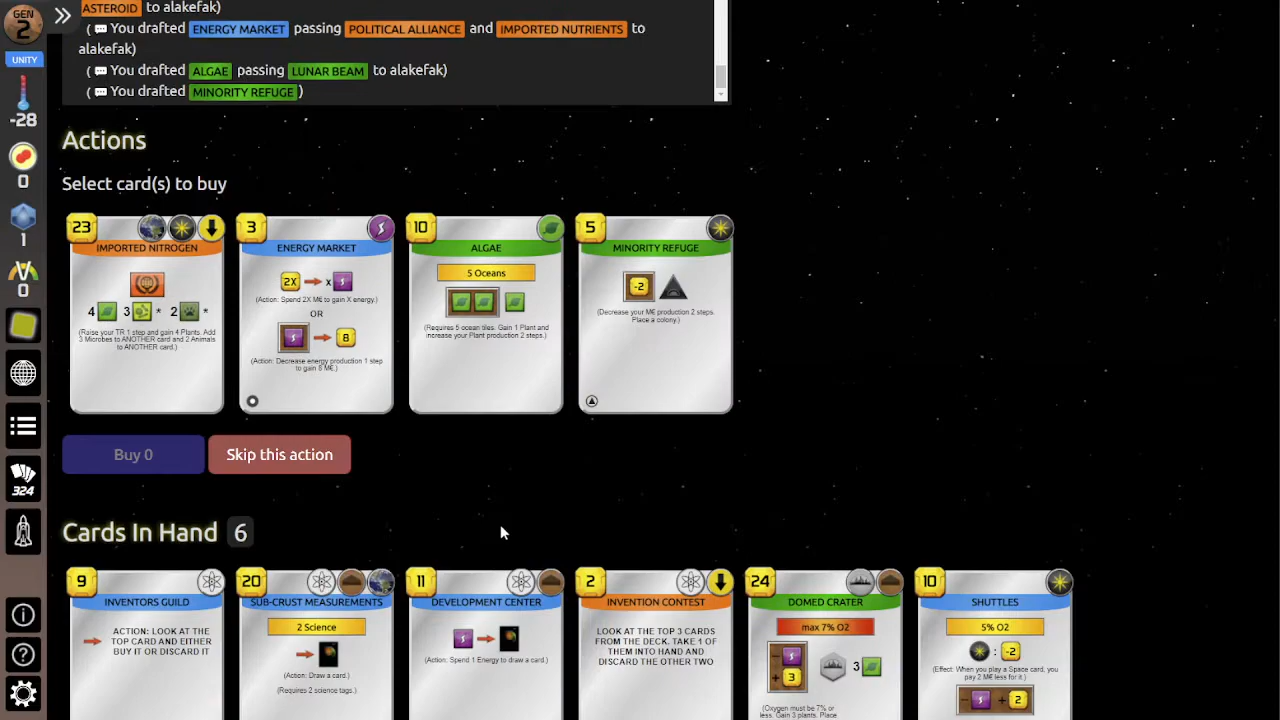 GEN
2
UNITY
-28
0
1
0
324
ASTEROID to alakefak)
( You drafted ENERGY MARKET passing POLITICAL ALLIANCE and IMPORTED NUTRIENTS to
alakefak)
( You drafted ALGAE passing LUNAR BEAM to alakefak)
( You drafted MINORITY REFUGE)
Actions
Select card(s) to buy
23
IMPORTED NITROGEN
4 3 * 2 *
(Raise your TR 1 step and gain 4 Plants. Add
3 Microbes to ANOTHER card and 2 Animals
to ANOTHER card.)
3
ENERGY MARKET
2X x
(Action: Spend 2X M€ to gain X energy.)
OR
8
(Action: Decrease energy production 1 step
to gain 8 M€.)
10
ALGAE
5 Oceans
(Requires 5 ocean tiles. Gain 1 Plant and
increase your Plant production 2 steps.)
5
MINORITY REFUGE
-2
(Decrease your M€ production 2 steps.
Place a colony.)
Buy 0
Skip this action
Cards In Hand 6
9
INVENTORS GUILD
ACTION: LOOK AT THE
TOP CARD AND EITHER
BUY IT OR DISCARD IT
20
SUB-CRUST MEASUREMENTS
2 Science
(Action: Draw a card.)
(Requires 2 science tags.)
11
DEVELOPMENT CENTER
(Action: Spend 1 Energy to draw a card.)
2
INVENTION CONTEST
LOOK AT THE TOP 3 CARDS
FROM THE DECK. TAKE 1 OF
THEM INTO HAND AND
DISCARD THE OTHER TWO
24
DOMED CRATER
max 7% O2
-
+ 3
3
(Oxygen must be 7% or
less. Gain 3 plants. Place
10
SHUTTLES
5% O2
: -2
(Effect: When you play a Space card, you
pay 2 M€ less for it.)
- + 2